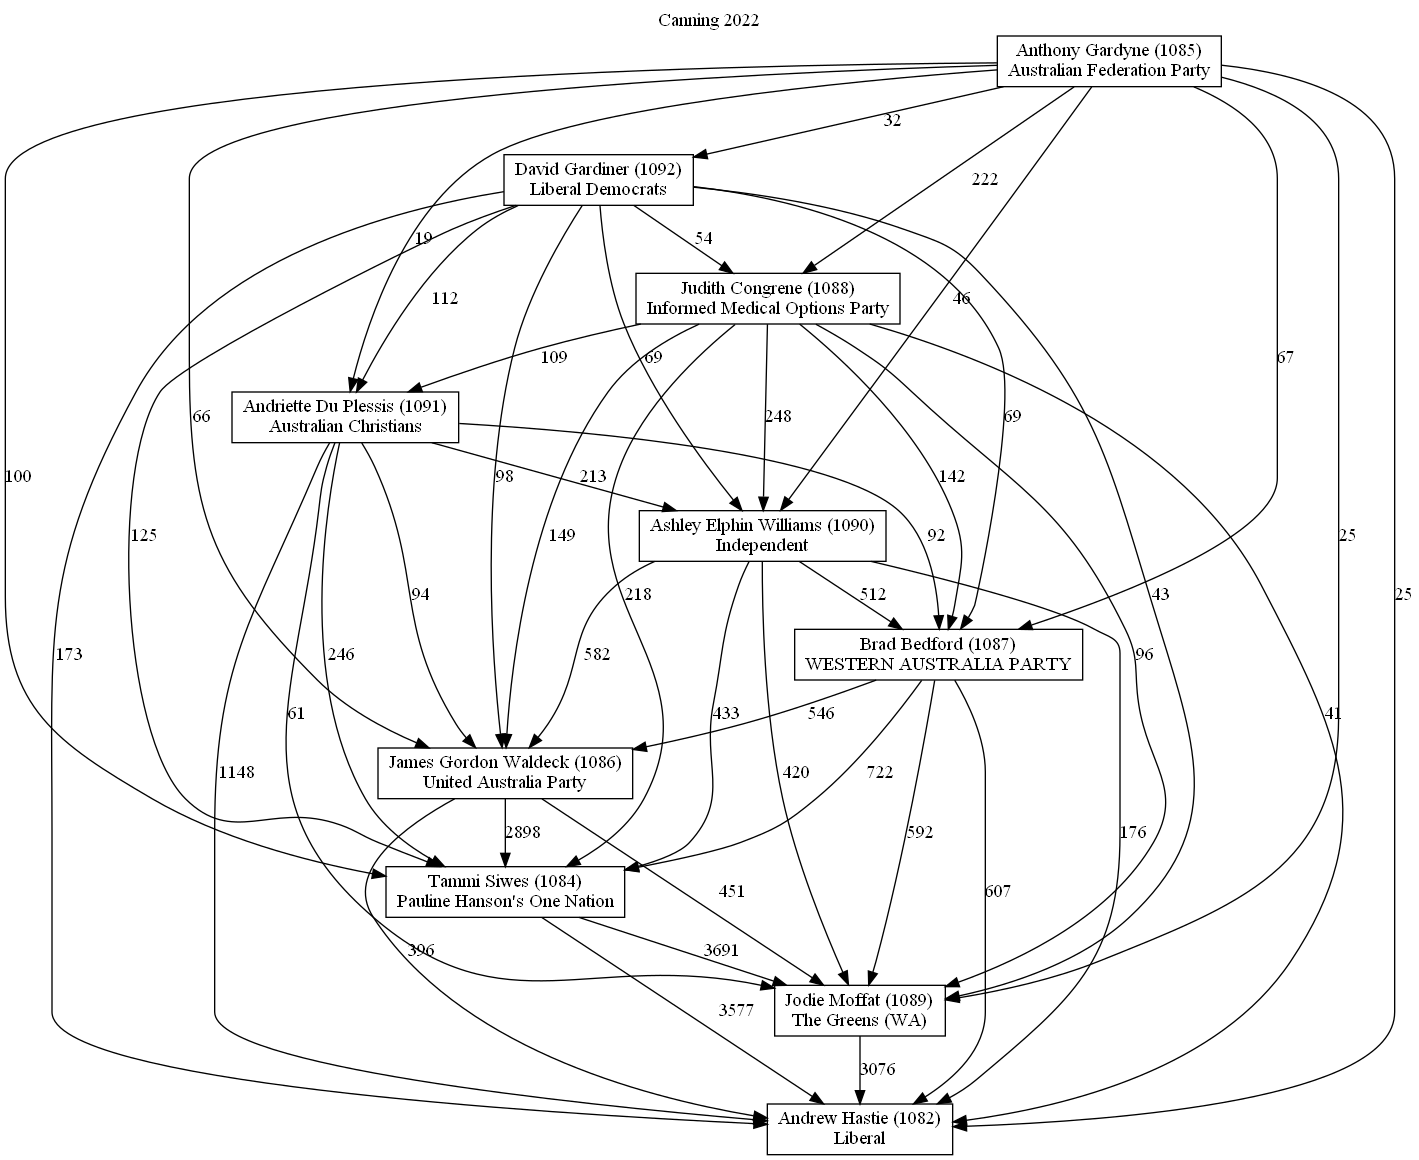 Canning 2022
Anthony Gardyne (1085)
Australian Federation Party
32
David Gardiner (1092)
Liberal Democrats
222
19
54
112
Judith Congrene (1088)
Informed Medical Options Party
46
109
69
67
Andriette Du Plessis (1091)
Australian Christians
66
248
69
100
98
213
142
Ashley Elphin Williams (1090)
Independent
125
149
92
25
94
218
512
43
25
Brad Bedford (1087)
WESTERN AUSTRALIA PARTY
173
246
582
96
61
433
546
41
James Gordon Waldeck (1086)
United Australia Party
1148
420
722
2898
592
176
Tammi Siwes (1084)
Pauline Hanson's One Nation
451
607
396
3691
Jodie Moffat (1089)
The Greens (WA)
3577
3076
Andrew Hastie (1082)
Liberal